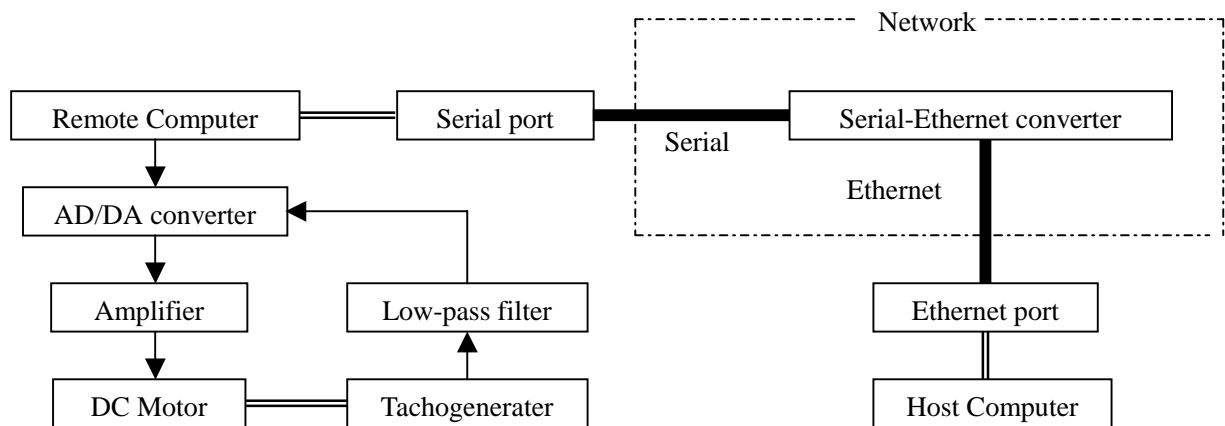 Network
Remote Computer
Serial port
Serial-Ethernet converter
Serial
Ethernet
AD/DA converter
Amplifier
Low-pass filter
Ethernet port
DC Motor
Tachogenerater
Host Computer